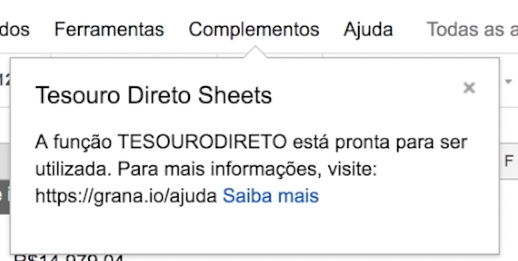 dos Ferramentas Complementos Ajuda Todas as a
12
Tesouro Direto Sheets
A função TESOURODIRETO está pronta para ser
utilizada. Para mais informações, visite:
https://grana.io/ajuda Saiba mais
F
R$14.979,04